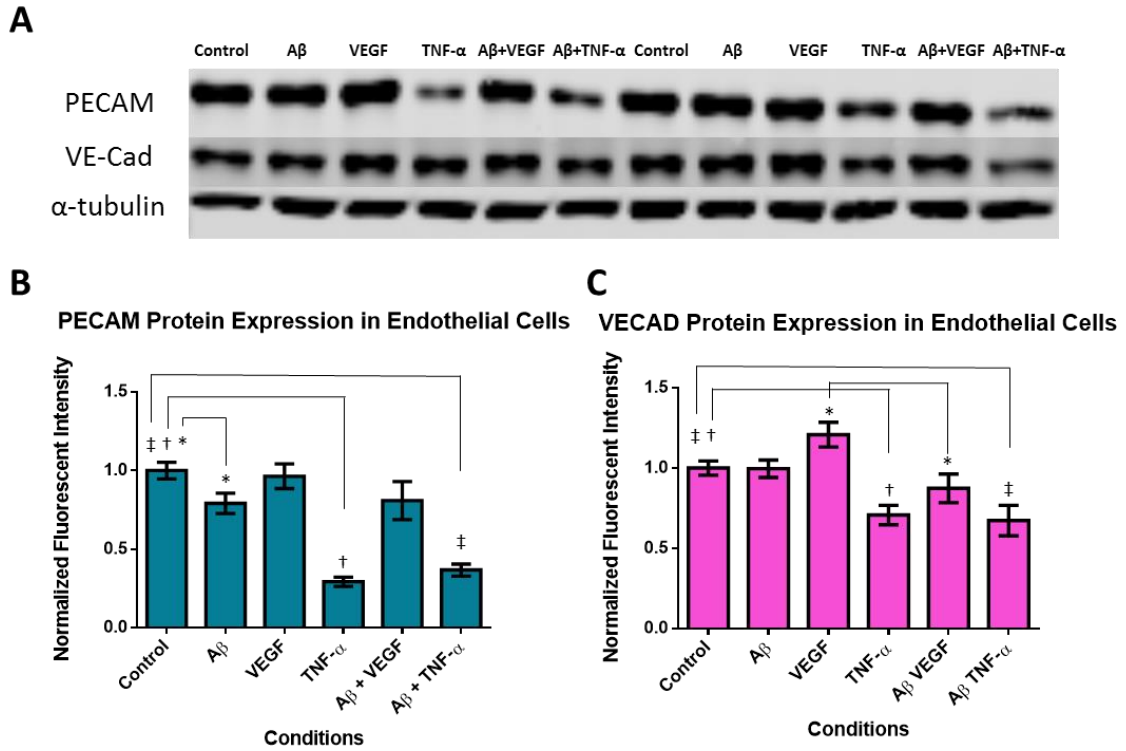 A
Control Aβ VEGF TNF-α Aβ+VEGF Aβ+TNF-α Control Aβ VEGF TNF-α Aβ+VEGF Aβ+TNF-α
PECAM
VE-Cad
α-tubulin
B
PECAM Protein Expression in Endothelial Cells
Normalized Fluorescent Intensity
1.5
1.0
0.5
0.0
‡ † *
*
†
‡
Control Aβ VEGF TNF-α Aβ + VEGF Aβ + TNF-α
Conditions
C
VECAD Protein Expression in Endothelial Cells
Normalized Fluorescent Intensity
1.5
1.0
0.5
0.0
‡ †
*
†
*
‡
Control Aβ VEGF TNF-α Aβ VEGF Aβ TNF-α
Conditions